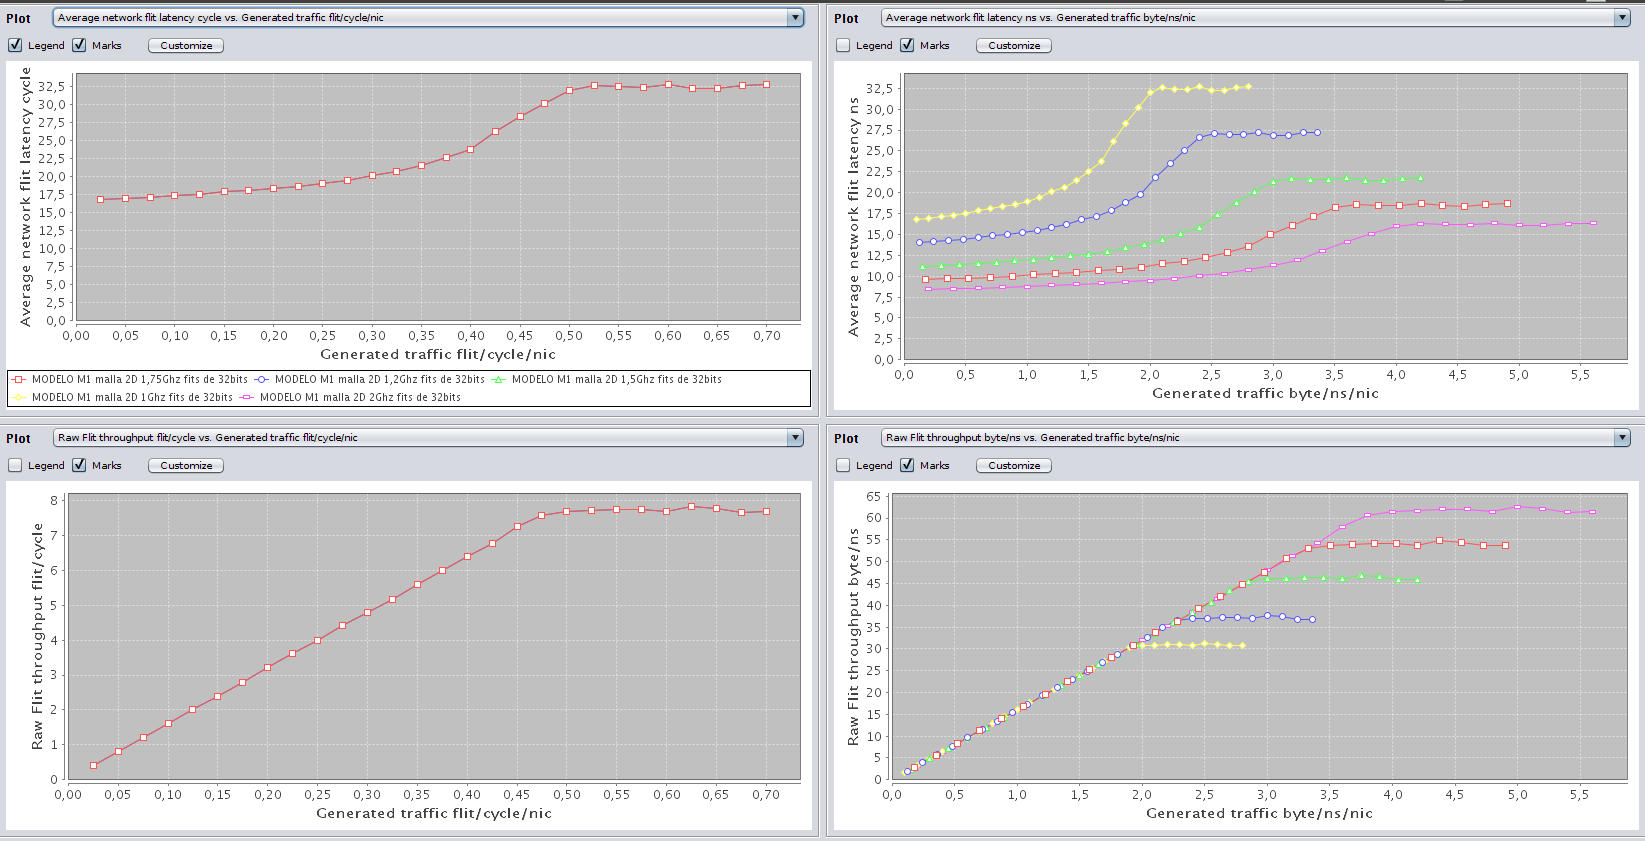 Plot Average network flit latency cycle vs. Generated traffic flit/cycle/nic
Legend Marks Customize
Average network flit latency cycle
32,5
30,0
27,5
25,0
22,5
20,0
17,5
15,0
12,5
10,0
7,5
5,0
2,5
0,0
0,00 0,05 0,10 0,15 0,20 0,25 0,30 0,35 0,40 0,45 0,50 0,55 0,60 0,65 0,70
Generated traffic flit/cycle/nic
MODELO M1 malla 2D 1,75Ghz fits de 32bits MODELO M1 malla 2D 1,2Ghz fits de 32bits MODELO M1 malla 2D 1,5Ghz fits de 32bits
MODELO M1 malla 2D 1Ghz fits de 32bits MODELO M1 malla 2D 2Ghz fits de 32bits
Plot Average network flit latency ns vs. Generated traffic byte/ns/nic
Legend Marks Customize
Average network flit latency ns
32,5
30,0
27,5
25,0
22,5
20,0
17,5
15,0
12,5
10,0
7,5
5,0
2,5
0,0
0,0 0,5 1,0 1,5 2,0 2,5 3,0 3,5 4,0 4,5 5,0 5,5
Generated traffic byte/ns/nic
Plot Raw Flit throughput flit/cycle vs. Generated traffic flit/cycle/nic
Legend Marks Customize
Raw Flit throughput flit/cycle
8
7
6
5
4
3
2
1
0
0,00 0,05 0,10 0,15 0,20 0,25 0,30 0,35 0,40 0,45 0,50 0,55 0,60 0,65 0,70
Generated traffic flit/cycle/nic
Plot Raw Flit throughput byte/ns vs. Generated traffic byte/ns/nic
Legend Marks Customize
Raw Flit throughput byte/ns
65
60
55
50
45
40
35
30
25
20
15
10
5
0
0,0 0,5 1,0 1,5 2,0 2,5 3,0 3,5 4,0 4,5 5,0 5,5
Generated traffic byte/ns/nic